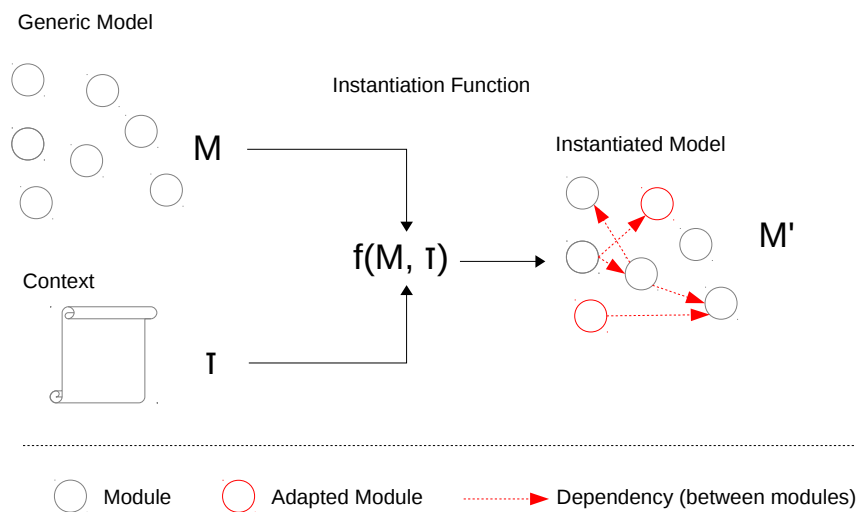 Generic Model
Instantiation Function
M
Instantiated Model
M'
f(M, ꞇ)
Context
ꞇ
Module
Adapted Module
Dependency (between modules)